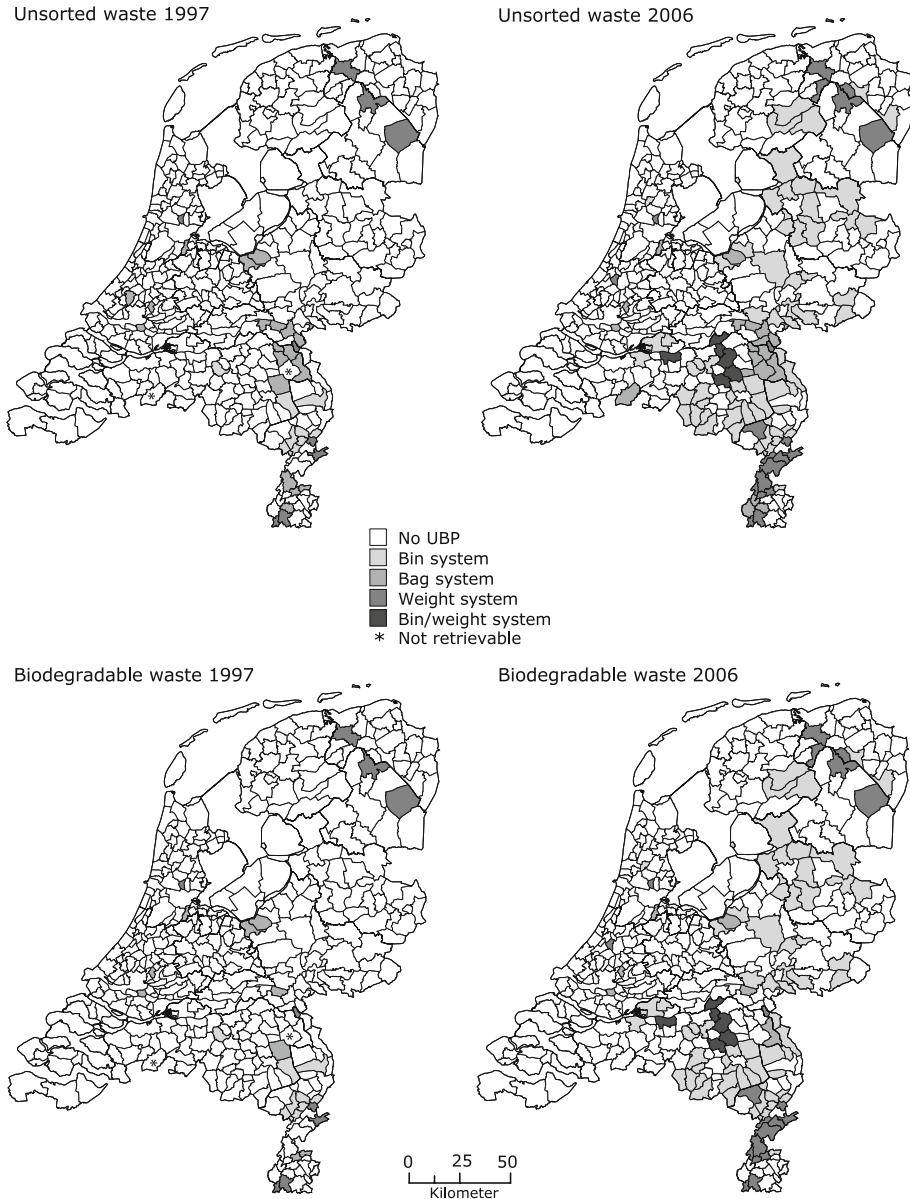 Unsorted waste 1997
Unsorted waste 2006
*
*
No UBP
Bin system
Bag system
Weight system
Bin/weight system
* Not retrievable
Biodegradable waste 1997
Biodegradable waste 2006
*
*
0 25 50
Kilometer